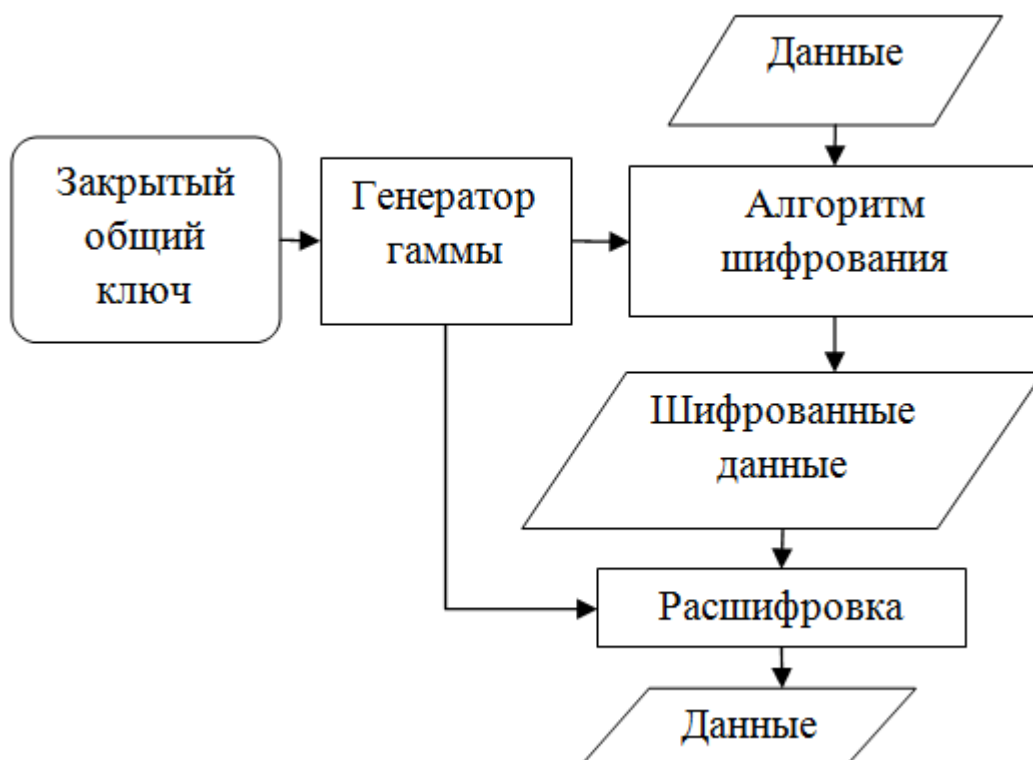 Данные
Закрытый
общий
ключ
Генератор
гаммы
Алгоритм
шифрования
Шифрованные
данные
Расшифровка
Данные